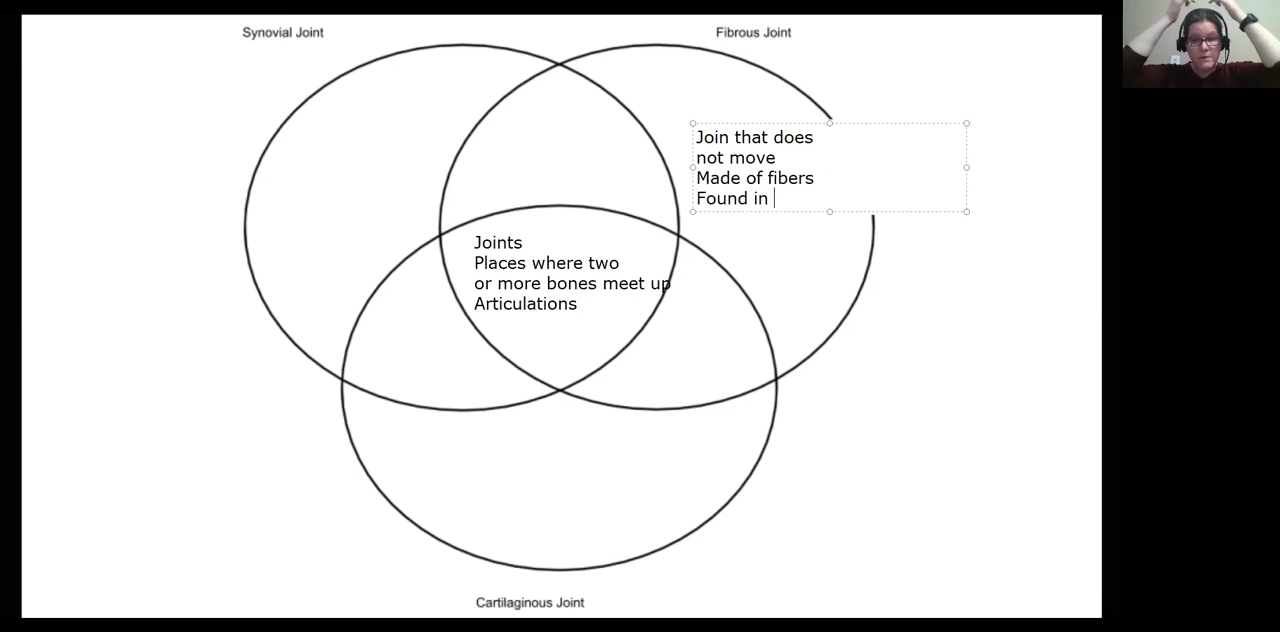 Synovial Joint
Fibrous Joint
Join that does
not move
Made of fibers
Found in
Joints
Places where two
or more bones meet up
Articulations
Cartilaginous Joint